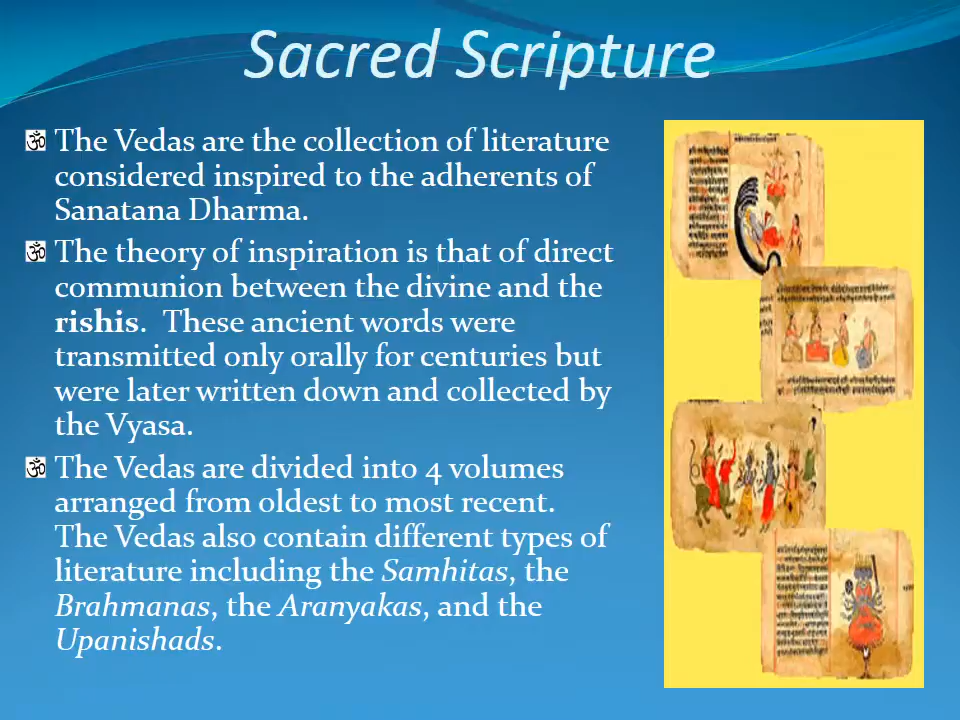 Sacred Scripture
The Vedas are the collection of literature
considered inspired to the adherents of
Sanatana Dharma.
The theory of inspiration is that of direct
communion between the divine and the
rishis.  These ancient words were
transmitted only orally for centuries but
were later written down and collected by
the Vyasa.
The Vedas are divided into 4 volumes
arranged from oldest to most recent.
The Vedas also contain different types of
literature including the Samhitas, the
Brahmanas, the Aranyakas, and the
Upanishads.